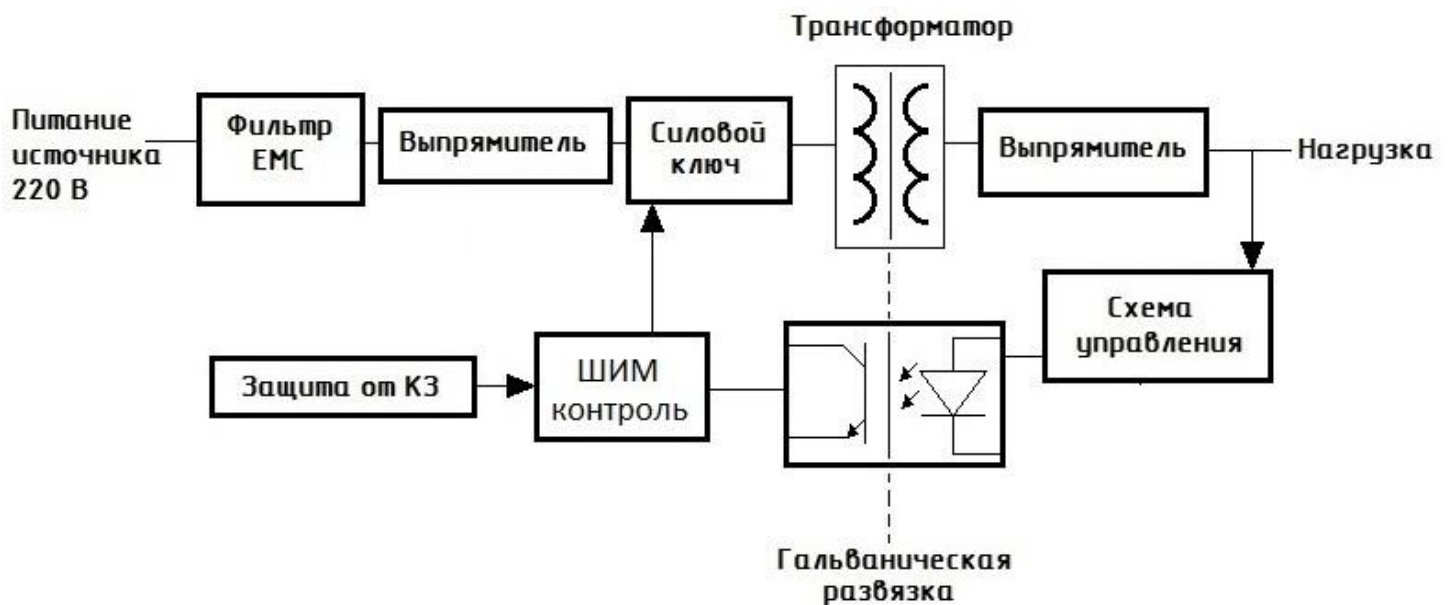 Трансформатор
Питание
источника
220 В
Фильтр
ЕМС
Выпрямитель
Силовой
ключ
Выпрямитель
Нагрузка
Схема
управления
Защита от КЗ
ШИМ
контроль
Гальваническая
развязка